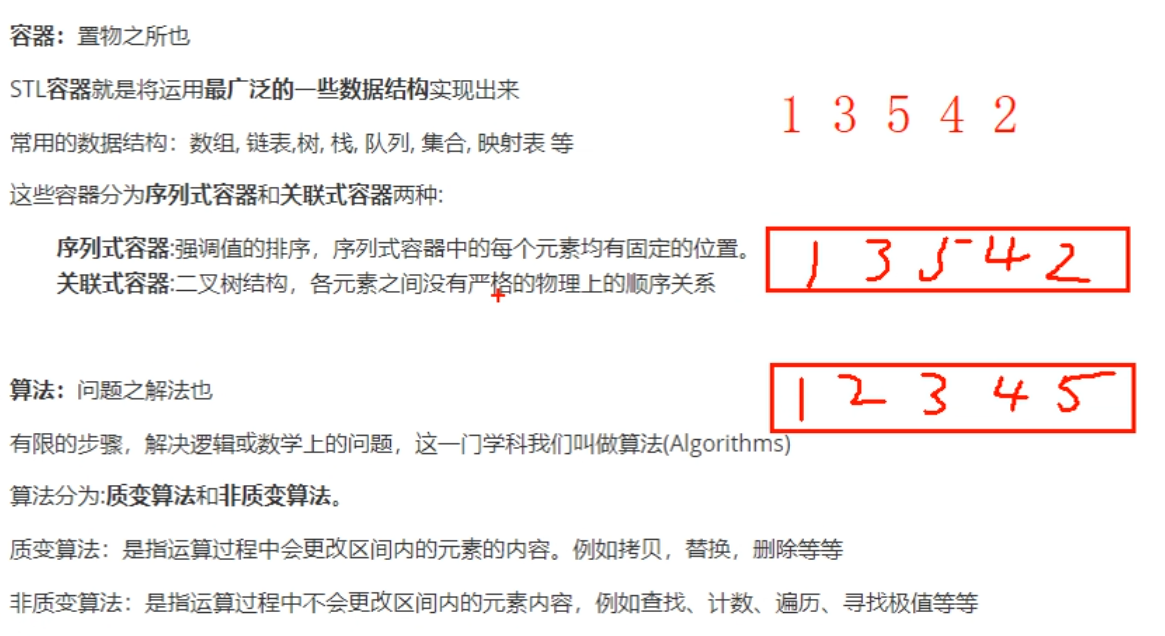 容器：置物之所也
STL容器就是将运用最广泛的一些数据结构实现出来
1 3 5 4 2
常用的数据结构：数组, 链表,树, 栈, 队列, 集合, 映射表 等
这些容器分为序列式容器和关联式容器两种:
序列式容器:强调值的排序，序列式容器中的每个元素均有固定的位置。
1 3 5 4 2
关联式容器:二叉树结构，各元素之间没有严格的物理上的顺序关系
算法：问题之解法也
1 2 3 4 5
有限的步骤，解决逻辑或数学上的问题，这一门学科我们叫做算法(Algorithms)
算法分为:质变算法和非质变算法。
质变算法：是指运算过程中会更改区间内的元素的内容。例如拷贝，替换，删除等等
非质变算法：是指运算过程中不会更改区间内的元素内容，例如查找、计数、遍历、寻找极值等等